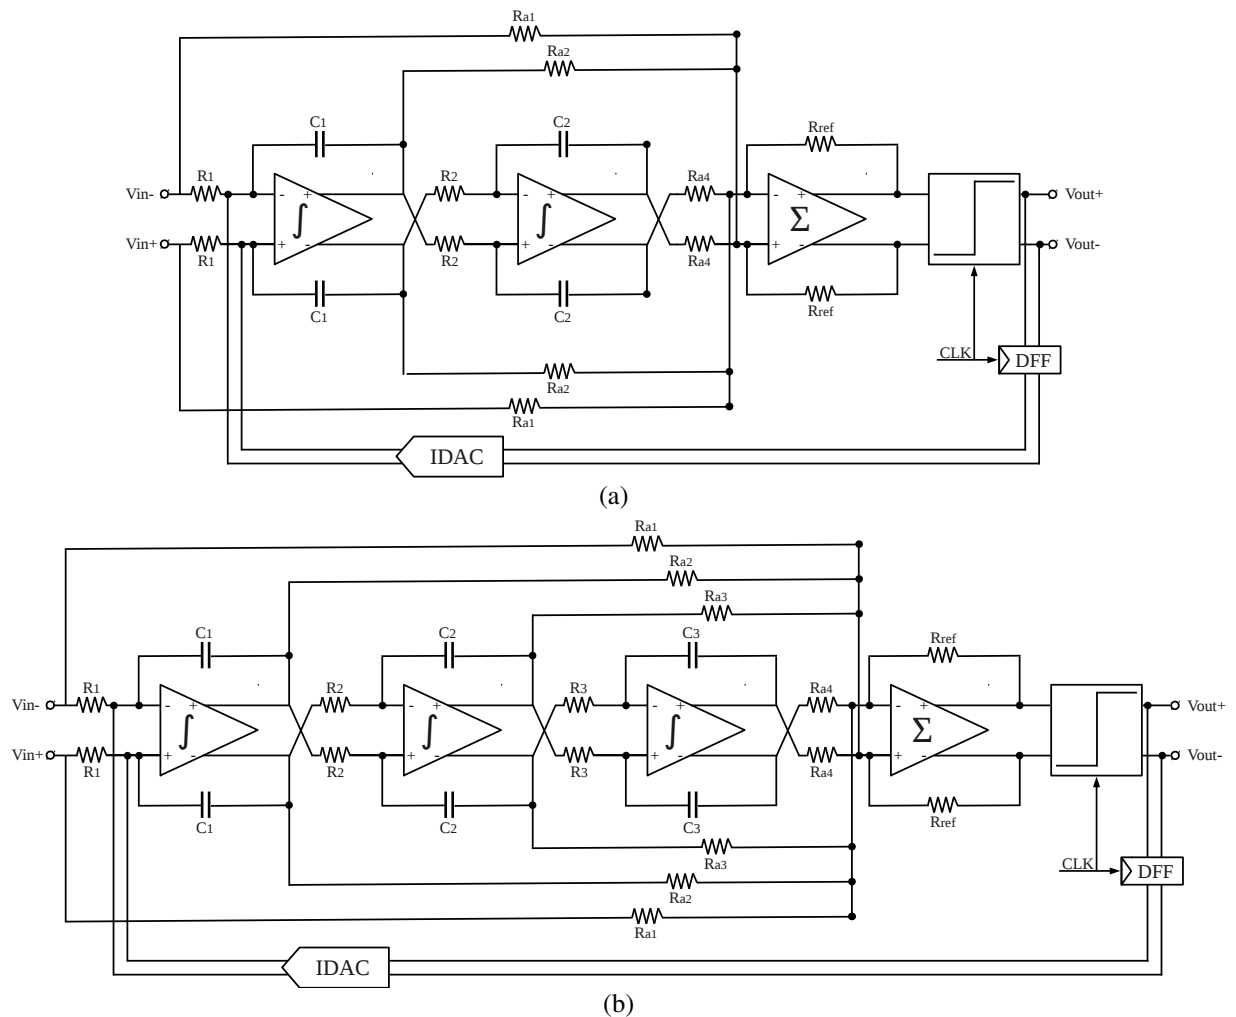 Ra1
Ra2
C1 C2 Rref
R1 R2 Ra4
Vin- - + - + - + Vout+
∫ ∫ Σ
Vin+ + - + - + - Vout-
R1 R2 Ra4
C1 C2 Rref
CLK DFF
Ra2
Ra1
IDAC
(a)
Ra1
Ra2
Ra3
C1 C2 C3 Rref
R1 R2 R3 Ra4
Vin- - + - + - + - + Vout+
∫ ∫ ∫ Σ
Vin+ + - + - + - + - Vout-
R1 R2 R3 Ra4
C1 C2 C3 Rref
Ra3
CLK DFF
Ra2
Ra1
IDAC
(b)